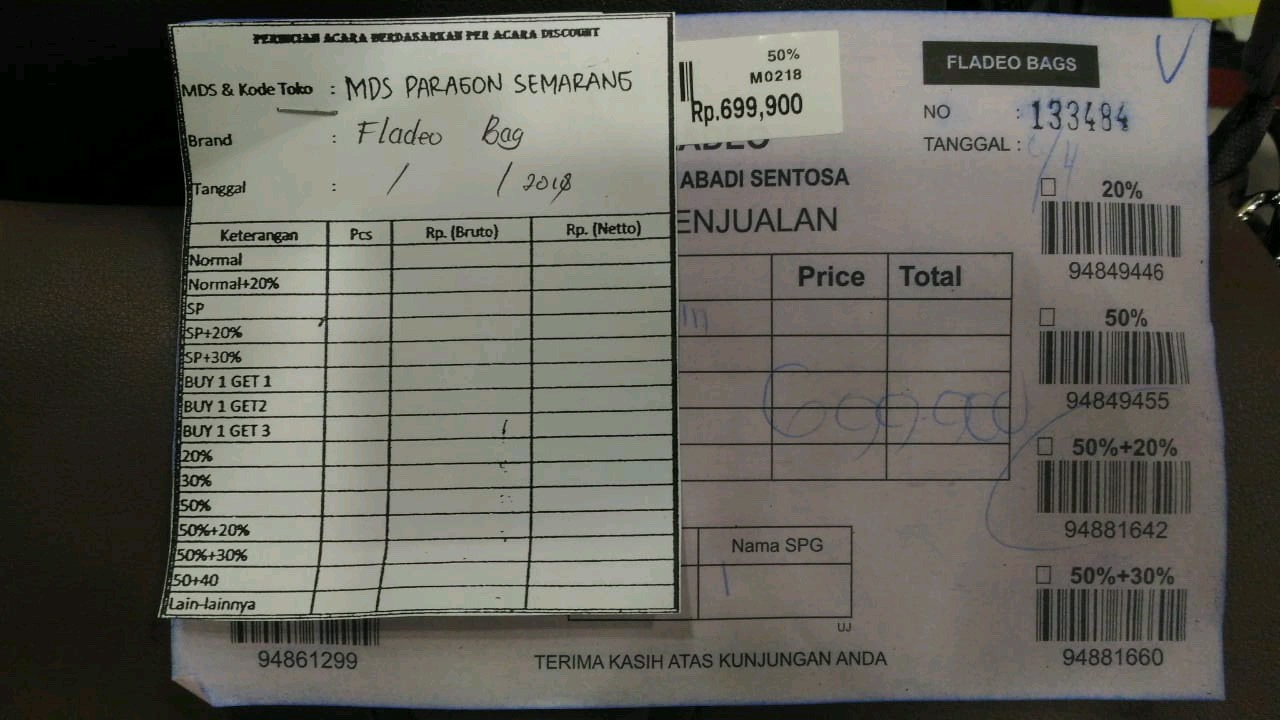 PERINCIAN ACARA BERDASARKAN PER ACARA DISCOUNT
MDS & Kode Toko : MDS PARAGON SEMARANG
Brand : Fladeo Bag
Tanggal : / / 2018
Keterangan Pcs Rp. (Bruto) Rp. (Netto)
Normal
Normal+20%
SP
SP+20%
SP+30%
BUY 1 GET 1
BUY 1 GET2
BUY 1 GET 3
20%
30%
50%
50%+20%
50%+30%
50+40
Lain-lainnya
50%
M0218
Rp.699,900
ADEO
ABADI SENTOSA
ENJUALAN
Price Total
699.900
Nama SPG
UJ
FLADEO BAGS
V
NO : 133484
TANGGAL :
20%
94849446
50%
94849455
50%+20%
94881642
50%+30%
94881660
94861299
TERIMA KASIH ATAS KUNJUNGAN ANDA